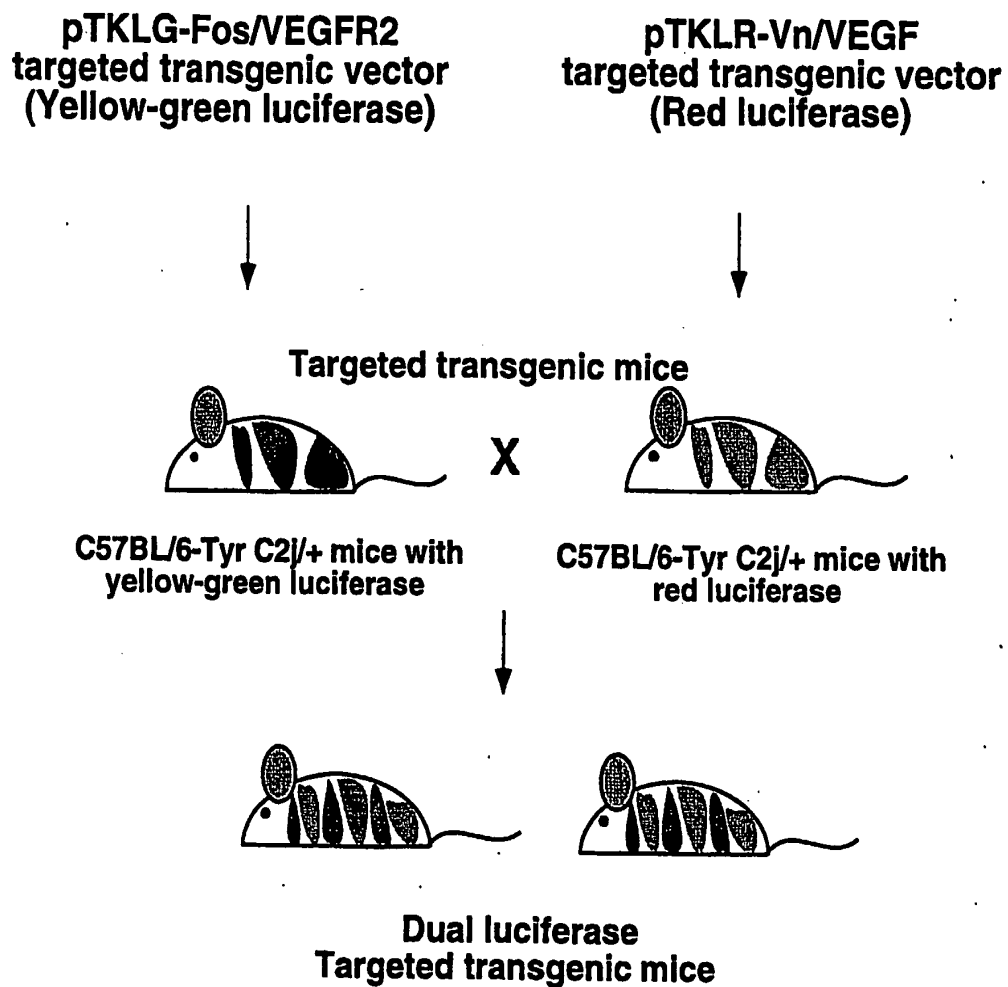 pTKLG-Fos/VEGFR2
targeted transgenic vector
(Yellow-green luciferase)
pTKLR-Vn/VEGF
targeted transgenic vector
(Red luciferase)
Targeted transgenic mice
X
C57BL/6-Tyr C2j/+ mice with
yellow-green luciferase
C57BL/6-Tyr C2j/+ mice with
red luciferase
Dual luciferase
Targeted transgenic mice